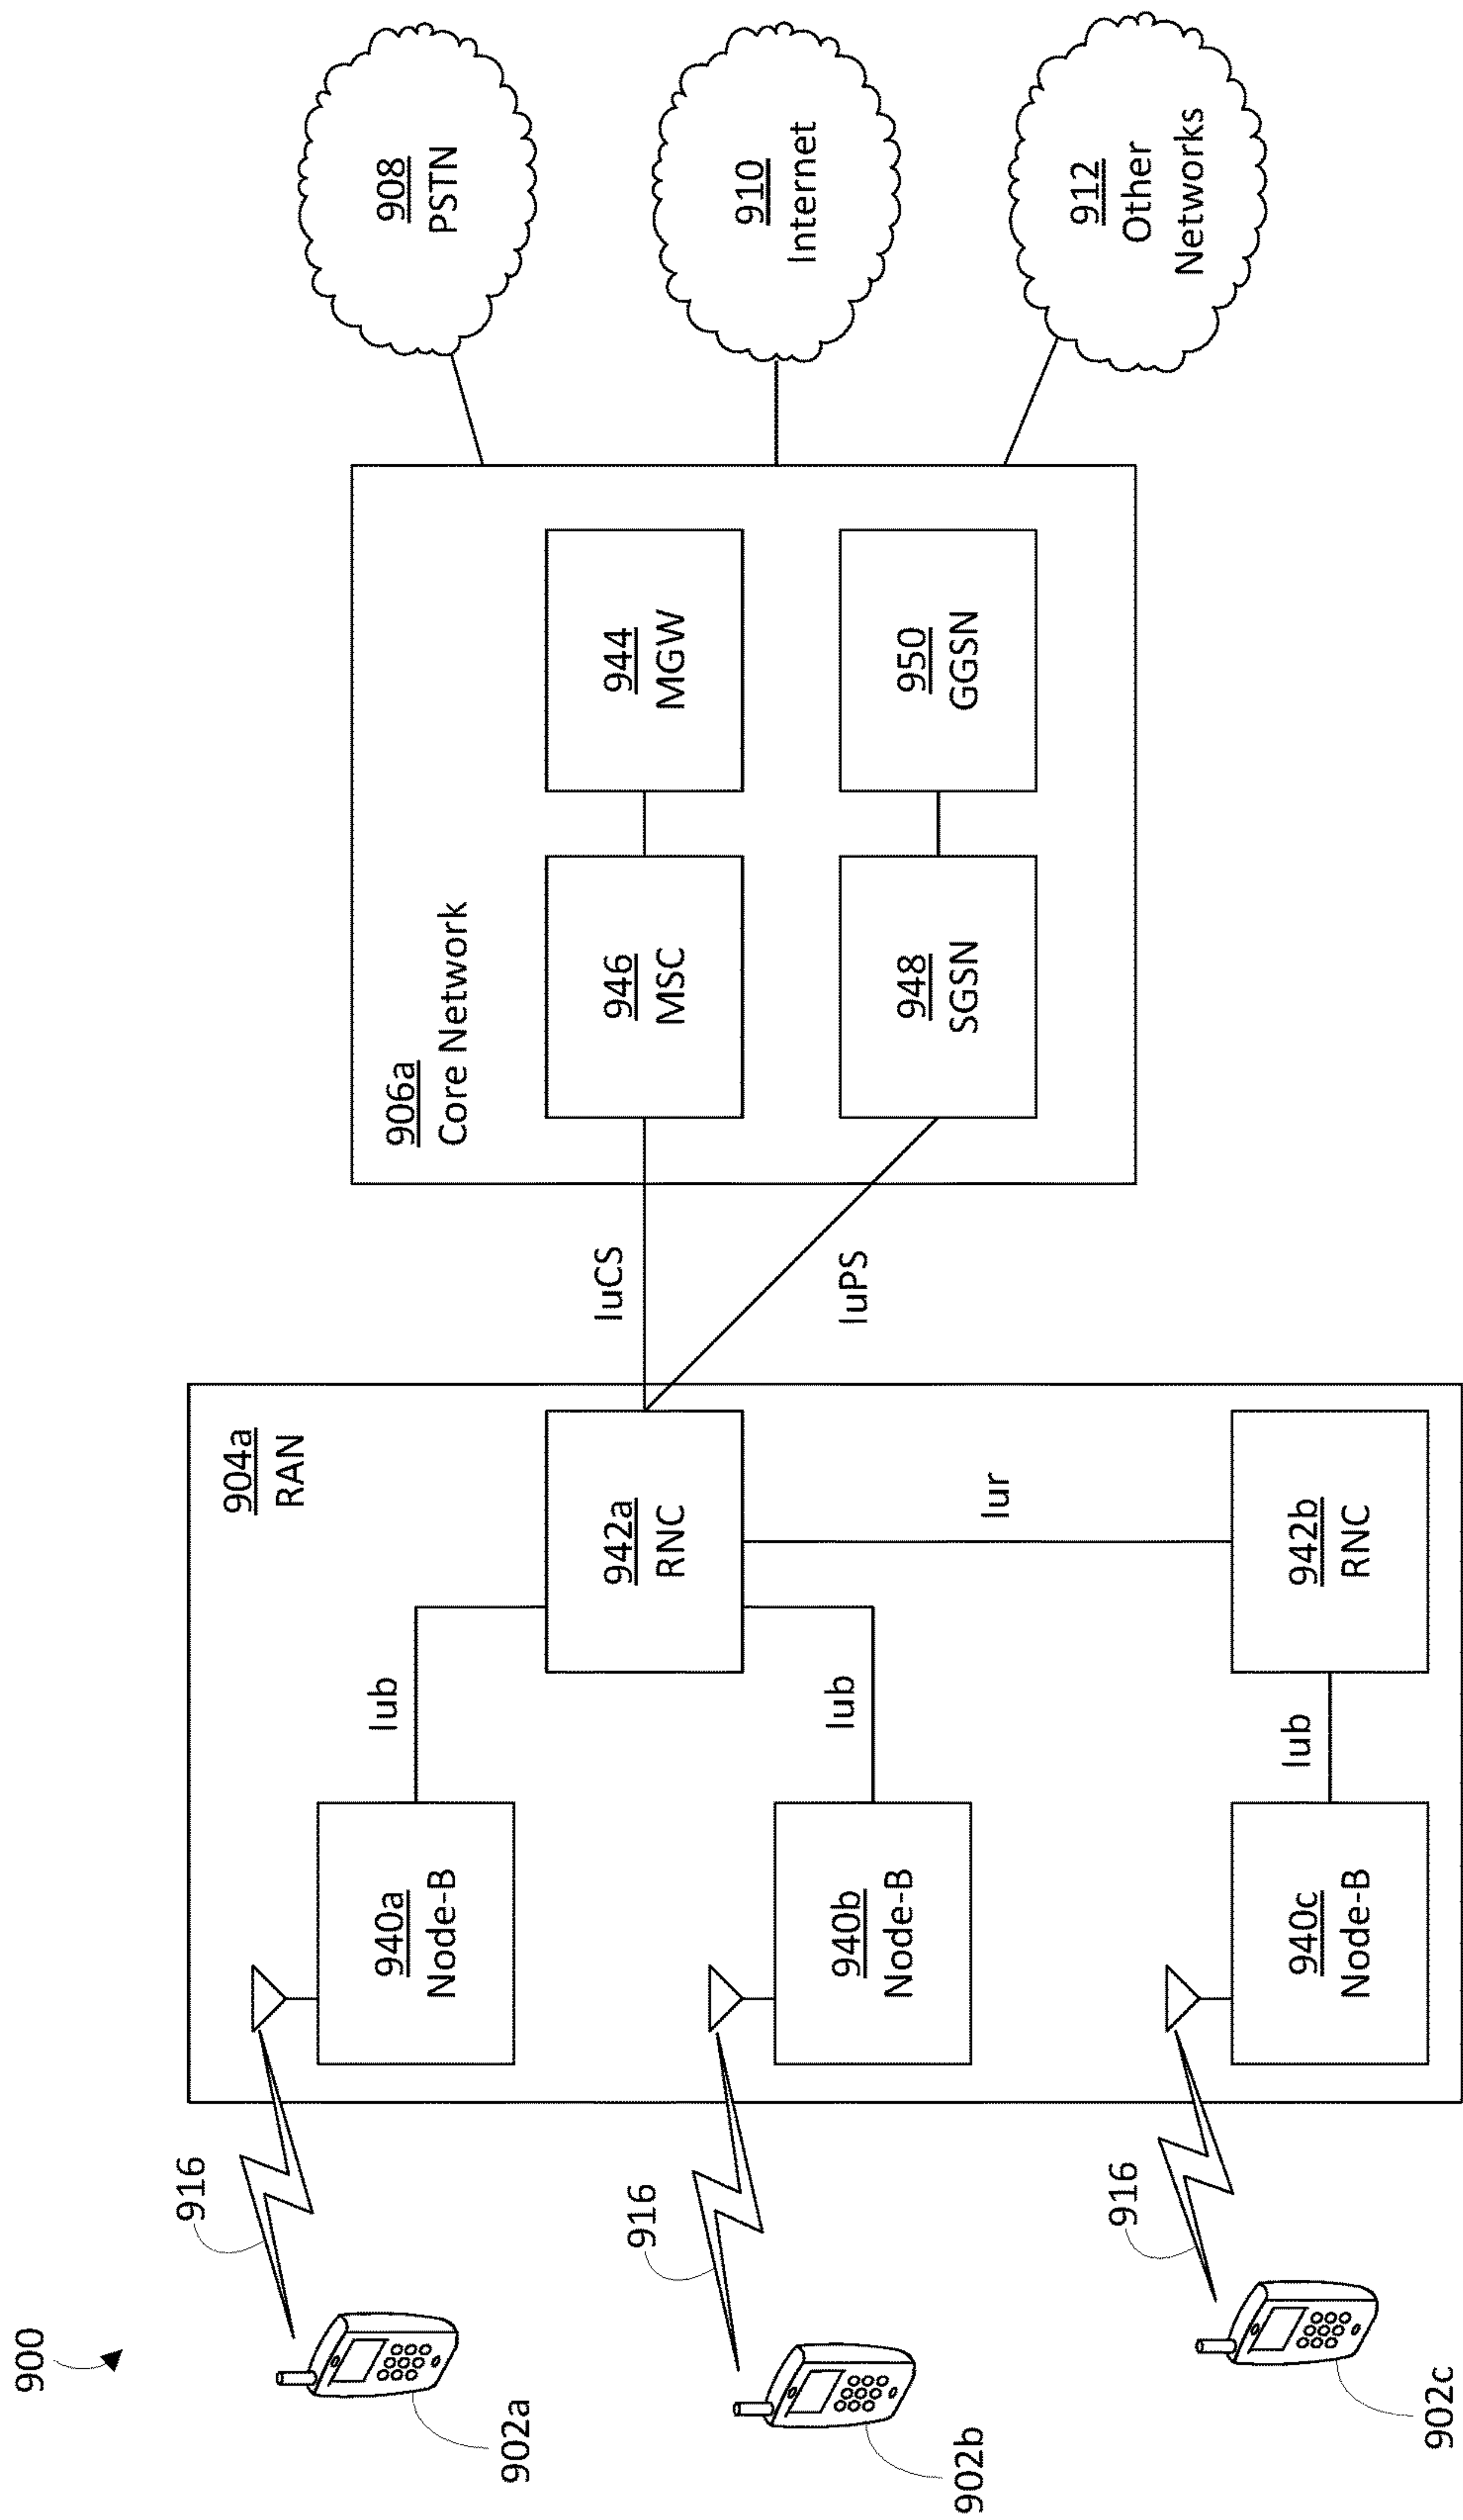 900
902a
916
902b
916
902c
916
904a
RAN
940a
Node-B
Iub
940b
Node-B
Iub
940c
Node-B
Iub
942a
RNC
Iur
942b
RNC
IuCS
IuPS
906a
Core Network
946
MSC
944
MGW
948
SGSN
950
GGSN
908
PSTN
910
Internet
912
Other
Networks